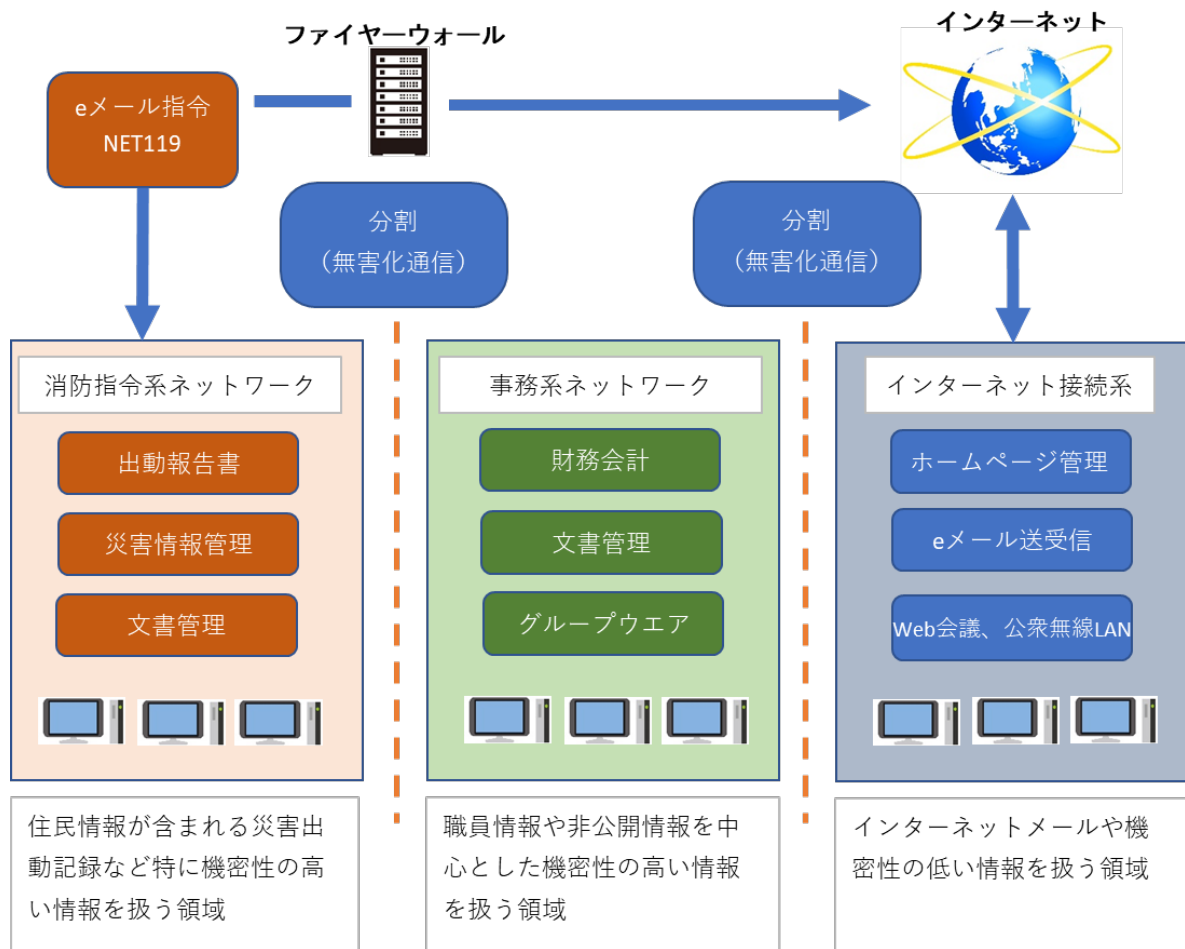 ファイヤーウォール
インターネット
eメール指令
NET119
分割
（無害化通信）
分割
（無害化通信）
消防指令系ネットワーク
出動報告書
災害情報管理
文書管理
住民情報が含まれる災害出
動記録など特に機密性の高
い情報を扱う領域
事務系ネットワーク
財務会計
文書管理
グループウエア
職員情報や非公開情報を中
心とした機密性の高い情報
を扱う領域
インターネット接続系
ホームページ管理
eメール送受信
Web会議、公衆無線LAN
インターネットメールや機
密性の低い情報を扱う領域